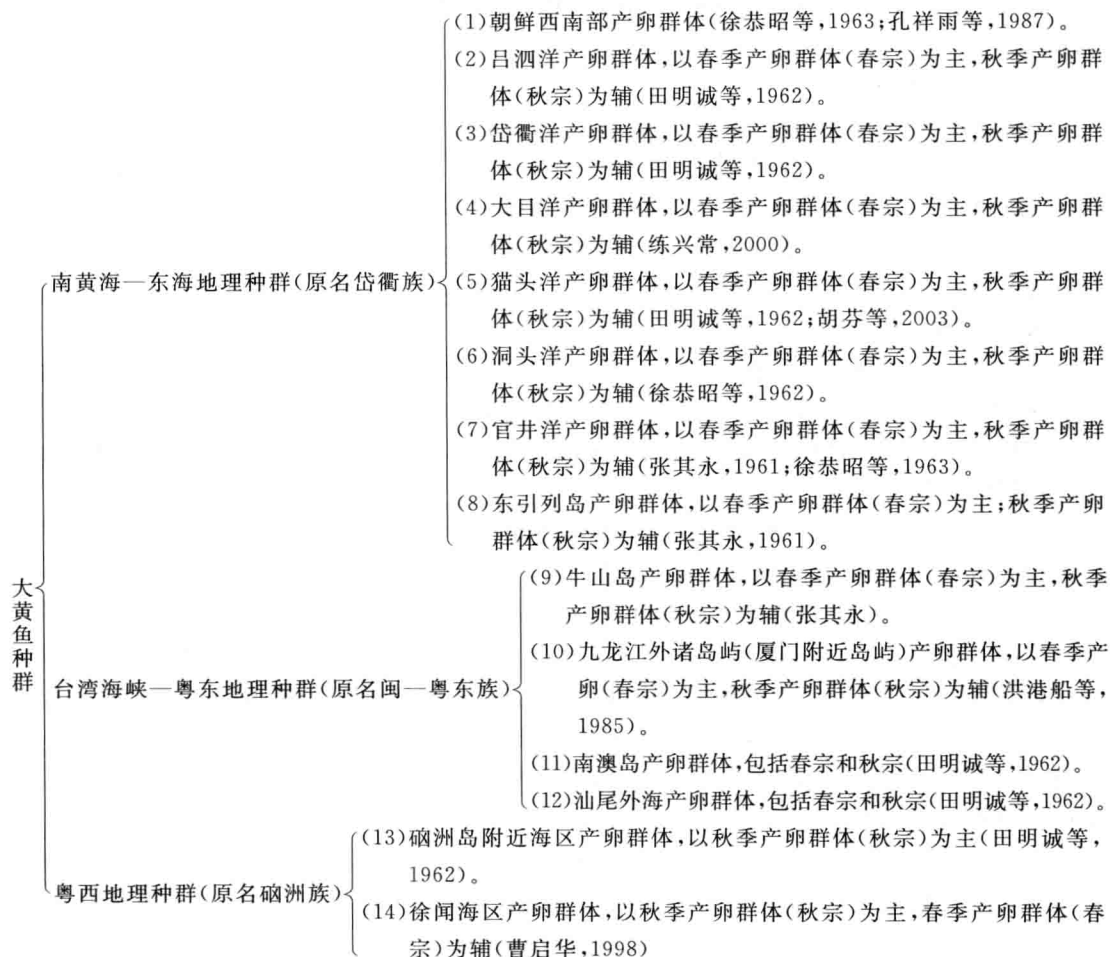 (1)朝鲜西南部产卵群体(徐恭昭等,1963;孔祥雨等,1987)。
(2)吕泗洋产卵群体,以春季产卵群体(春宗)为主,秋季产卵群
体(秋宗)为辅(田明诚等,1962)。
(3)岱衢洋产卵群体,以春季产卵群体(春宗)为主,秋季产卵群
体(秋宗)为辅(田明诚等,1962)。
(4)大目洋产卵群体,以春季产卵群体(春宗)为主,秋季产卵群
体(秋宗)为辅(练兴常,2000)。
南黄海—东海地理种群(原名岱衢族)
(5)猫头洋产卵群体,以春季产卵群体(春宗)为主,秋季产卵群
体(秋宗)为辅(田明诚等,1962;胡芬等,2003)。
(6)洞头洋产卵群体,以春季产卵群体(春宗)为主,秋季产卵群
体(秋宗)为辅(徐恭昭等,1962)。
(7)官井洋产卵群体,以春季产卵群体(春宗)为主,秋季产卵群
体(秋宗)为辅(张其永,1961;徐恭昭等,1963)。
(8)东引列岛产卵群体,以春季产卵群体(春宗)为主;秋季产卵
群体(秋宗)为辅(张其永,1961)。
大黄鱼种群
(9)牛山岛产卵群体,以春季产卵群体(春宗)为主,秋季
产卵群体(秋宗)为辅(张其永)。
(10)九龙江外诸岛屿(厦门附近岛屿)产卵群体,以春季产
卵(春宗)为主,秋季产卵群体(秋宗)为辅(洪港船等,
1985)。
台湾海峡—粤东地理种群(原名闽—粤东族)
(11)南澳岛产卵群体,包括春宗和秋宗(田明诚等,1962)。
(12)汕尾外海产卵群体,包括春宗和秋宗(田明诚等,1962)。
(13)硇洲岛附近海区产卵群体,以秋季产卵群体(秋宗)为主(田明诚等,
1962)。
粤西地理种群(原名硇洲族)
(14)徐闻海区产卵群体,以秋季产卵群体(秋宗)为主,春季产卵群体(春
宗)为辅(曹启华,1998)